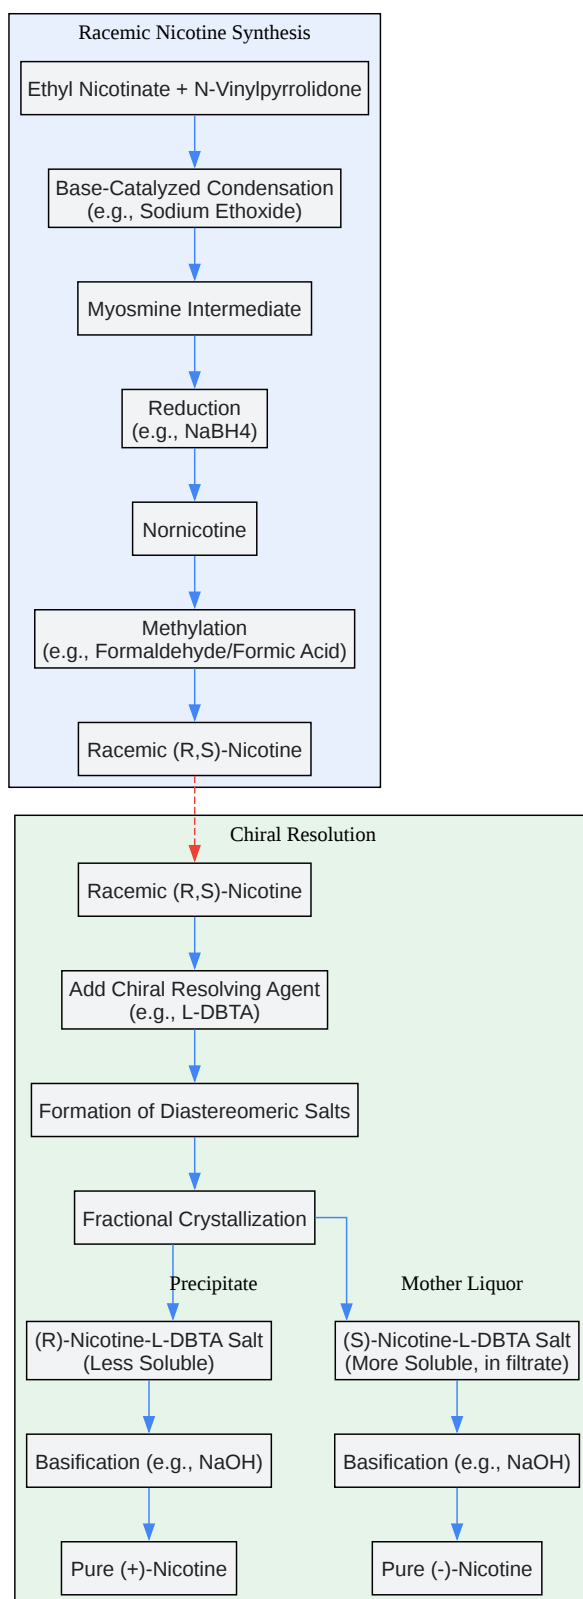 Racemic Nicotine Synthesis
Ethyl Nicotinate + N-Vinylpyrrolidone
Base-Catalyzed Condensation
(e.g., Sodium Ethoxide)
Myosmine Intermediate
Reduction
(e.g., NaBH4)
Nornicotine
Methylation
(e.g., Formaldehyde/Formic Acid)
Racemic (R,S)-Nicotine
Chiral Resolution
Racemic (R,S)-Nicotine
Add Chiral Resolving Agent
(e.g., L-DBTA)
Formation of Diastereomeric Salts
Fractional Crystallization
Precipitate
Mother Liquor
(R)-Nicotine-L-DBTA Salt
(Less Soluble)
(S)-Nicotine-L-DBTA Salt
(More Soluble, in filtrate)
Basification (e.g., NaOH)
Basification (e.g., NaOH)
Pure (+)-Nicotine
Pure (-)-Nicotine